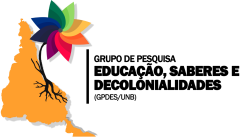 GRUPO DE PESQUISA
EDUCAÇÃO, SABERES E
DECOLONIALIDADES
(GPDES/UNB)